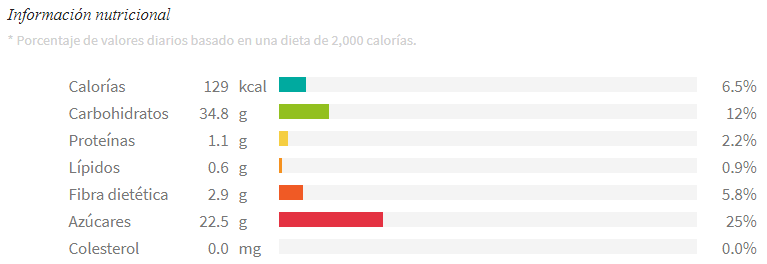 Información nutricional
* Porcentaje de valores diarios basado en una dieta de 2,000 calorías.
Calorías 129 kcal 6.5%
Carbohidratos 34.8 g 12%
Proteínas 1.1 g 2.2%
Lípidos 0.6 g 0.9%
Fibra dietética 2.9 g 5.8%
Azúcares 22.5 g 25%
Colesterol 0.0 mg 0.0%